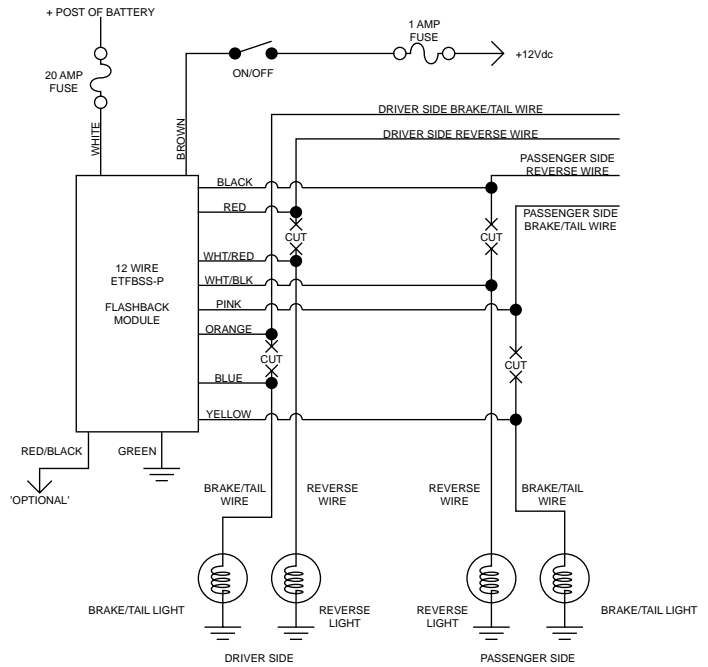 + POST OF BATTERY
1 AMP
FUSE
+12Vdc
20 AMP
FUSE
ON/OFF
WHITE
BROWN
DRIVER SIDE BRAKE/TAIL WIRE
DRIVER SIDE REVERSE WIRE
PASSENGER SIDE
REVERSE WIRE
PASSENGER SIDE
BRAKE/TAIL WIRE
BLACK
RED
CUT
CUT
WHT/RED
WHT/BLK
PINK
ORANGE
CUT
CUT
BLUE
YELLOW
12 WIRE
ETFBSS-P
FLASHBACK
MODULE
RED/BLACK
GREEN
'OPTIONAL'
BRAKE/TAIL
WIRE
REVERSE
WIRE
REVERSE
WIRE
BRAKE/TAIL
WIRE
BRAKE/TAIL LIGHT
REVERSE
LIGHT
REVERSE
LIGHT
BRAKE/TAIL LIGHT
DRIVER SIDE
PASSENGER SIDE